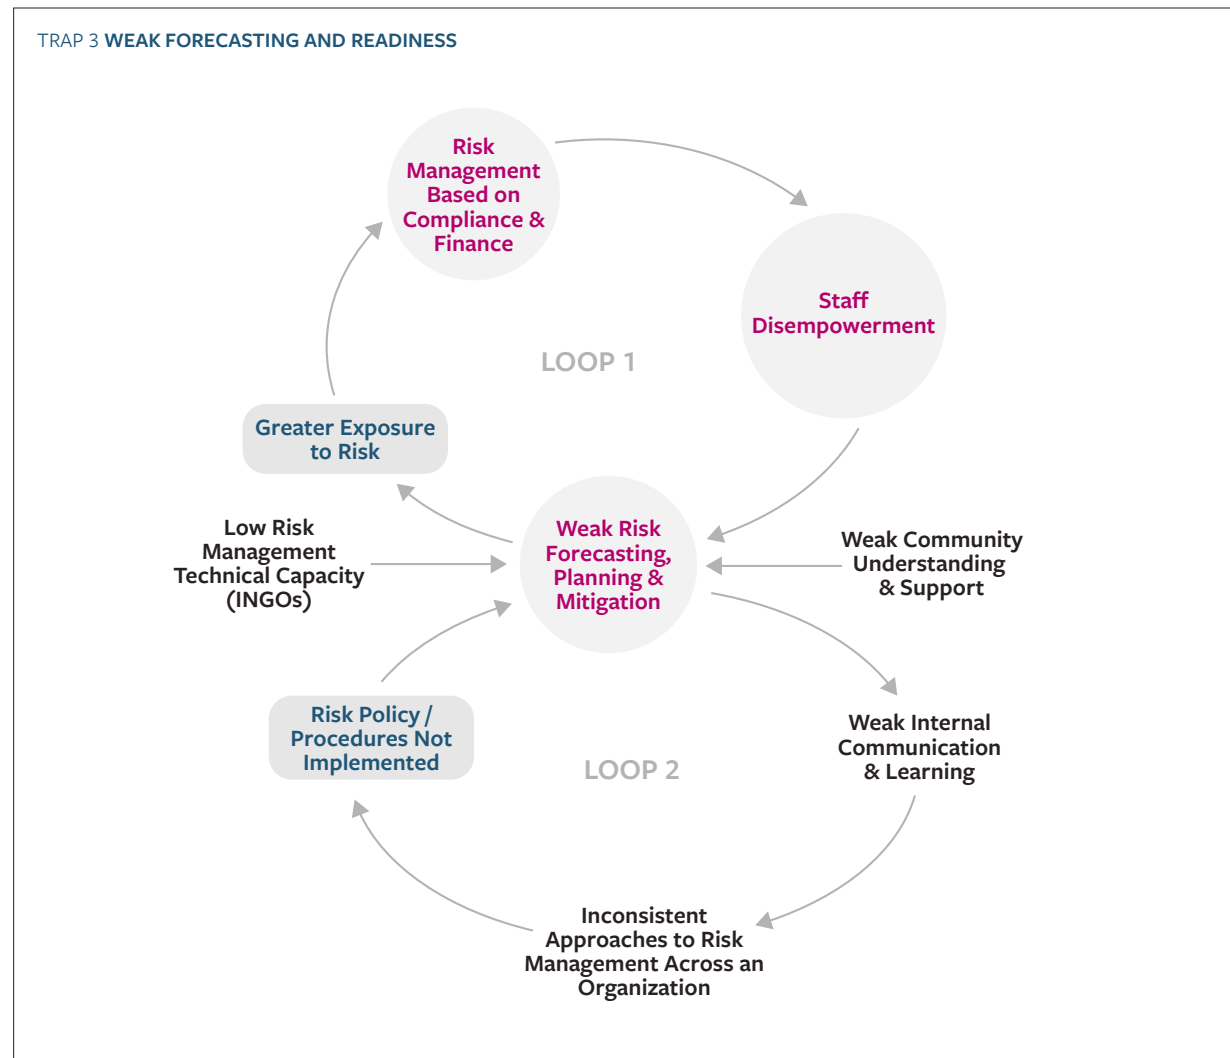 TRAP 3 WEAK FORECASTING AND READINESS
Risk
Management
Based on
Compliance &
Finance
Staff
Disempowerment
LOOP 1
Greater Exposure
to Risk
Low Risk
Management
Technical Capacity
(INGOs)
Weak Risk
Forecasting,
Planning &
Mitigation
Weak Community
Understanding
& Support
Risk Policy /
Procedures Not
Implemented
Weak Internal
Communication
& Learning
LOOP 2
Inconsistent
Approaches to Risk
Management Across an
Organization